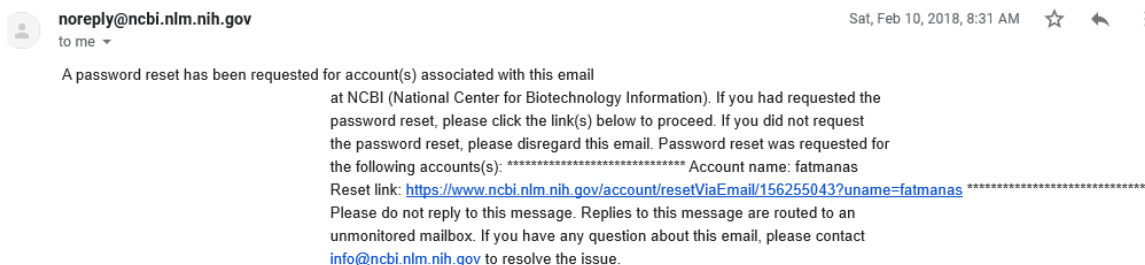 noreply@ncbi.nlm.nih.gov
Sat, Feb 10, 2018, 8:31 AM
to me
A password reset has been requested for account(s) associated with this email
at NCBI (National Center for Biotechnology Information). If you had requested the
password reset, please click the link(s) below to proceed. If you did not request
the password reset, please disregard this email. Password reset was requested for
the following accounts(s): ****************************** Account name: fatmanas
Reset link: https://www.ncbi.nlm.nih.gov/account/resetViaEmail/156255043?uname=fatmanas ******************************
Please do not reply to this message. Replies to this message are routed to an
unmonitored mailbox. If you have any question about this email, please contact
info@ncbi.nlm.nih.gov to resolve the issue.